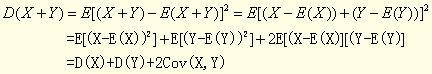 D(X+Y)=E[(X+Y)-E(X+Y)]²=E[(X-E(X))+(Y-E(Y))]²
=E[(X-E(X))²]+E[(Y-E(Y))²]+2E[(X-E(X)][(Y-E(Y)]
=D(X)+D(Y)+2Cov(X,Y)